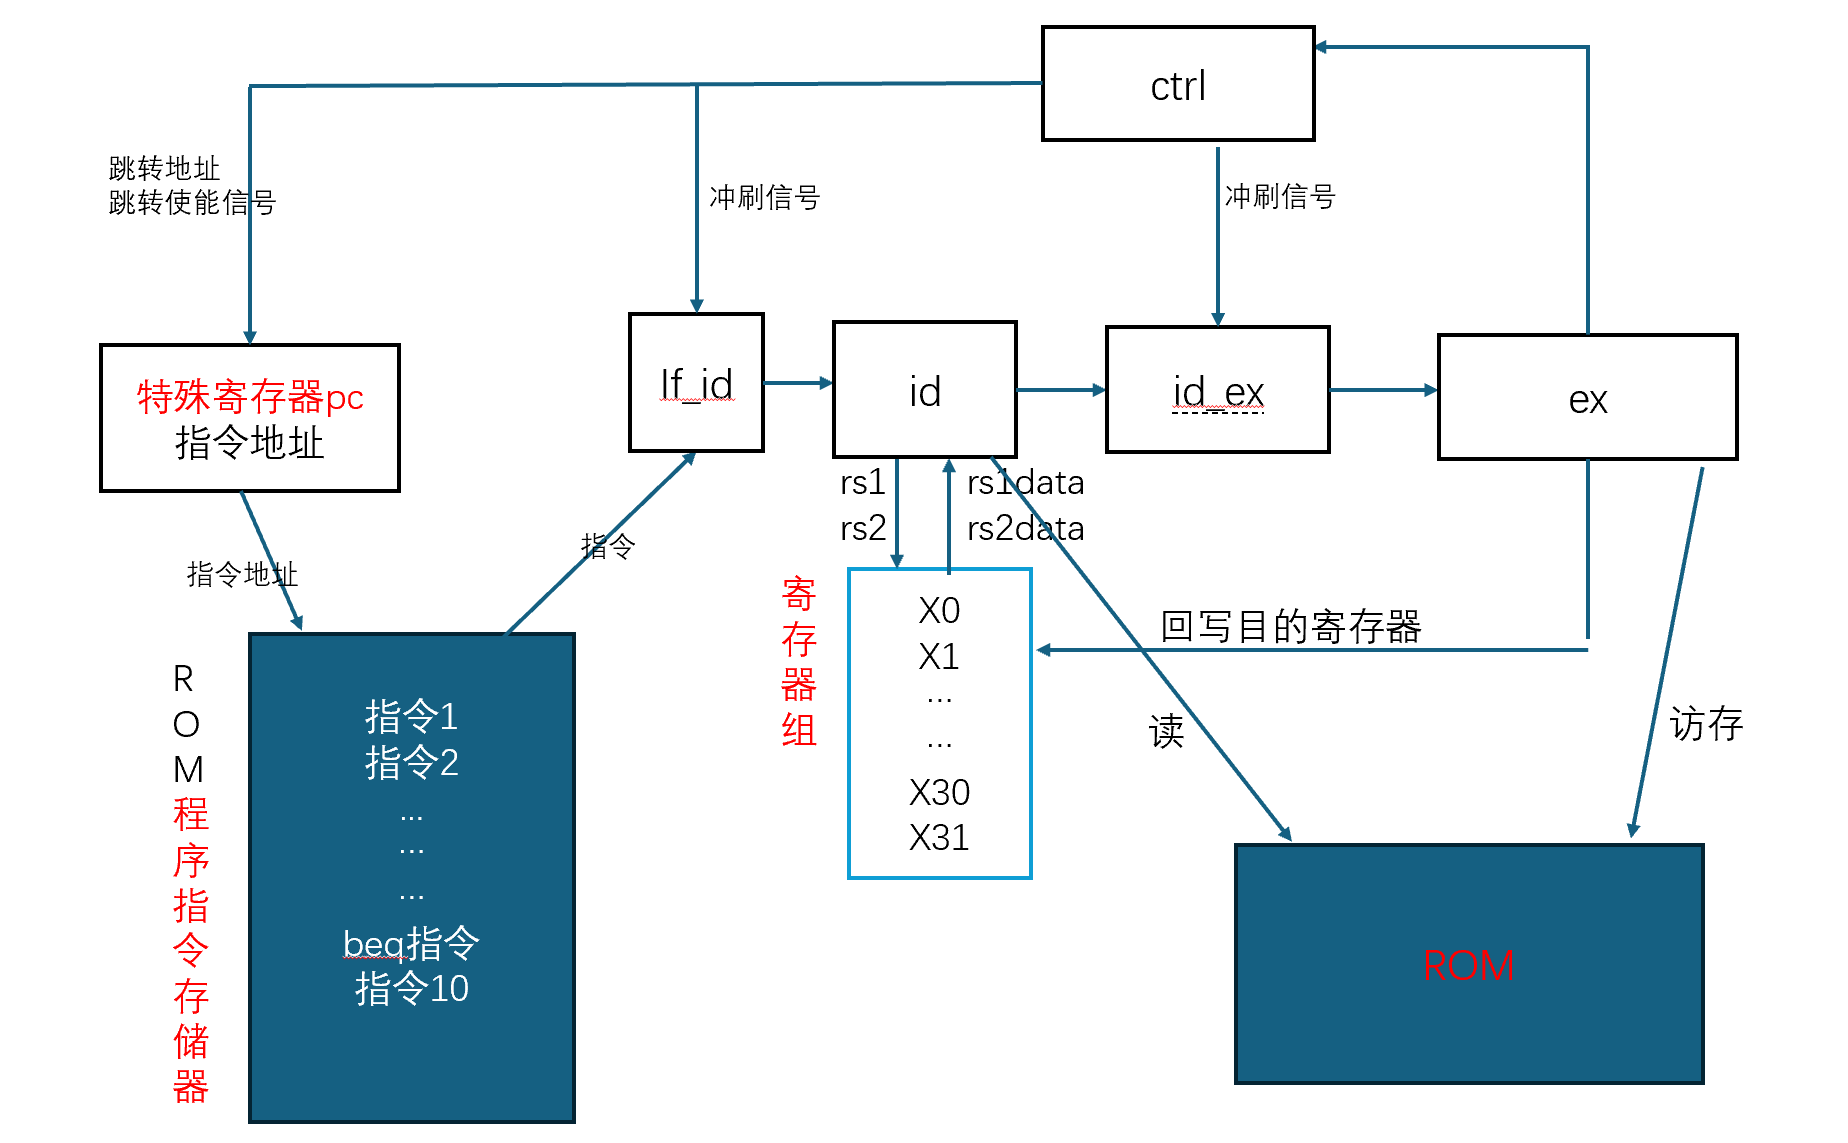 ctrl
跳转地址
跳转使能信号
冲刷信号
冲刷信号
特殊寄存器pc
指令地址
If_id
id
id_ex
ex
rs1
rs2
rs1data
rs2data
指令
指令地址
寄
存
器
组
X0
X1
...
...
X30
X31
回写目的寄存器
读
访存
R
O
M
程
序
指
令
存
储
器
指令1
指令2
...
...
...
beq指令
指令10
ROM